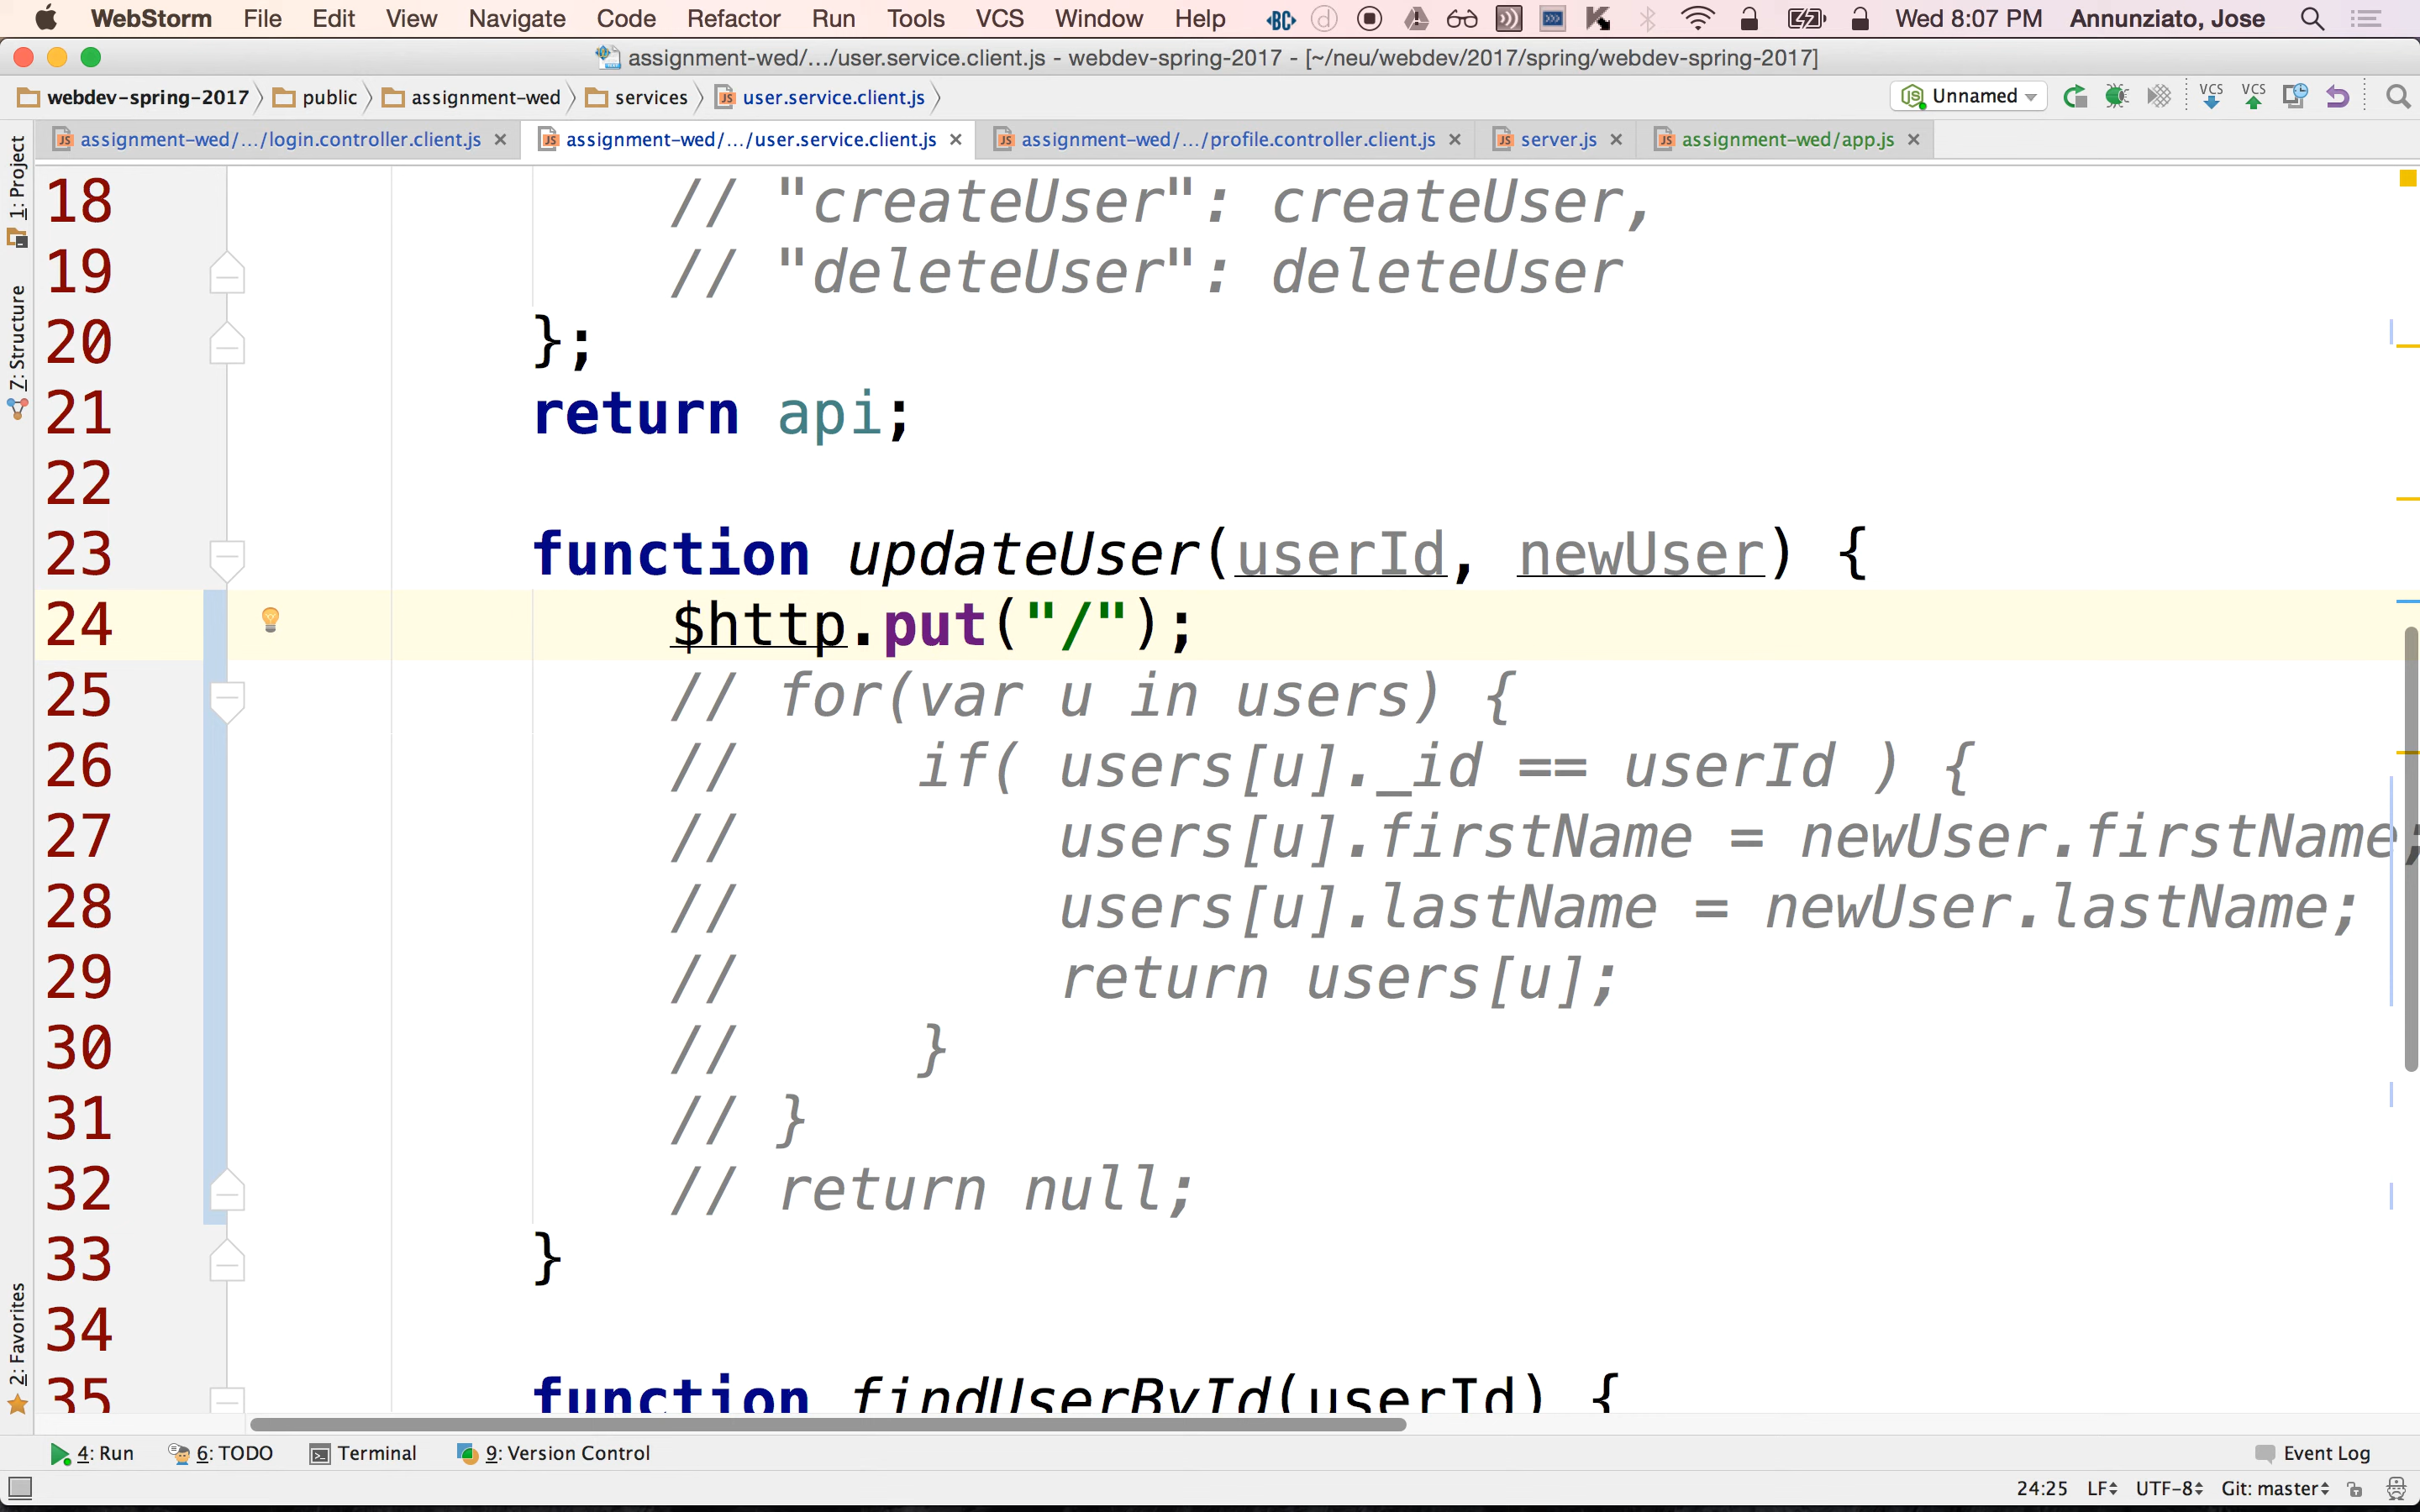 WebStorm File Edit View Navigate Code Refactor Run Tools VCS Window Help Wed 8:07 PM Annunziato, Jose
assignment-wed/.../user.service.client.js - webdev-spring-2017 - [~/neu/webdev/2017/spring/webdev-spring-2017]
webdev-spring-2017 public assignment-wed services user.service.client.js Unnamed VCS VCS
assignment-wed/.../login.controller.client.js assignment-wed/.../user.service.client.js assignment-wed/.../profile.controller.client.js server.js assignment-wed/app.js
1: Project
7: Structure
2: Favorites
18 // "createUser": createUser,
19 // "deleteUser": deleteUser
20 };
21 return api;
22
23 function updateUser(userId, newUser) {
24 $http.put("/");
25 // for(var u in users) {
26 // if( users[u]._id == userId ) {
27 // users[u].firstName = newUser.firstName;
28 // users[u].lastName = newUser.lastName;
29 // return users[u];
30 // }
31 // }
32 // return null;
33 }
34
35 function findUserById(userId) {
4: Run 6: TODO Terminal 9: Version Control Event Log
24:25 LF UTF-8 Git: master